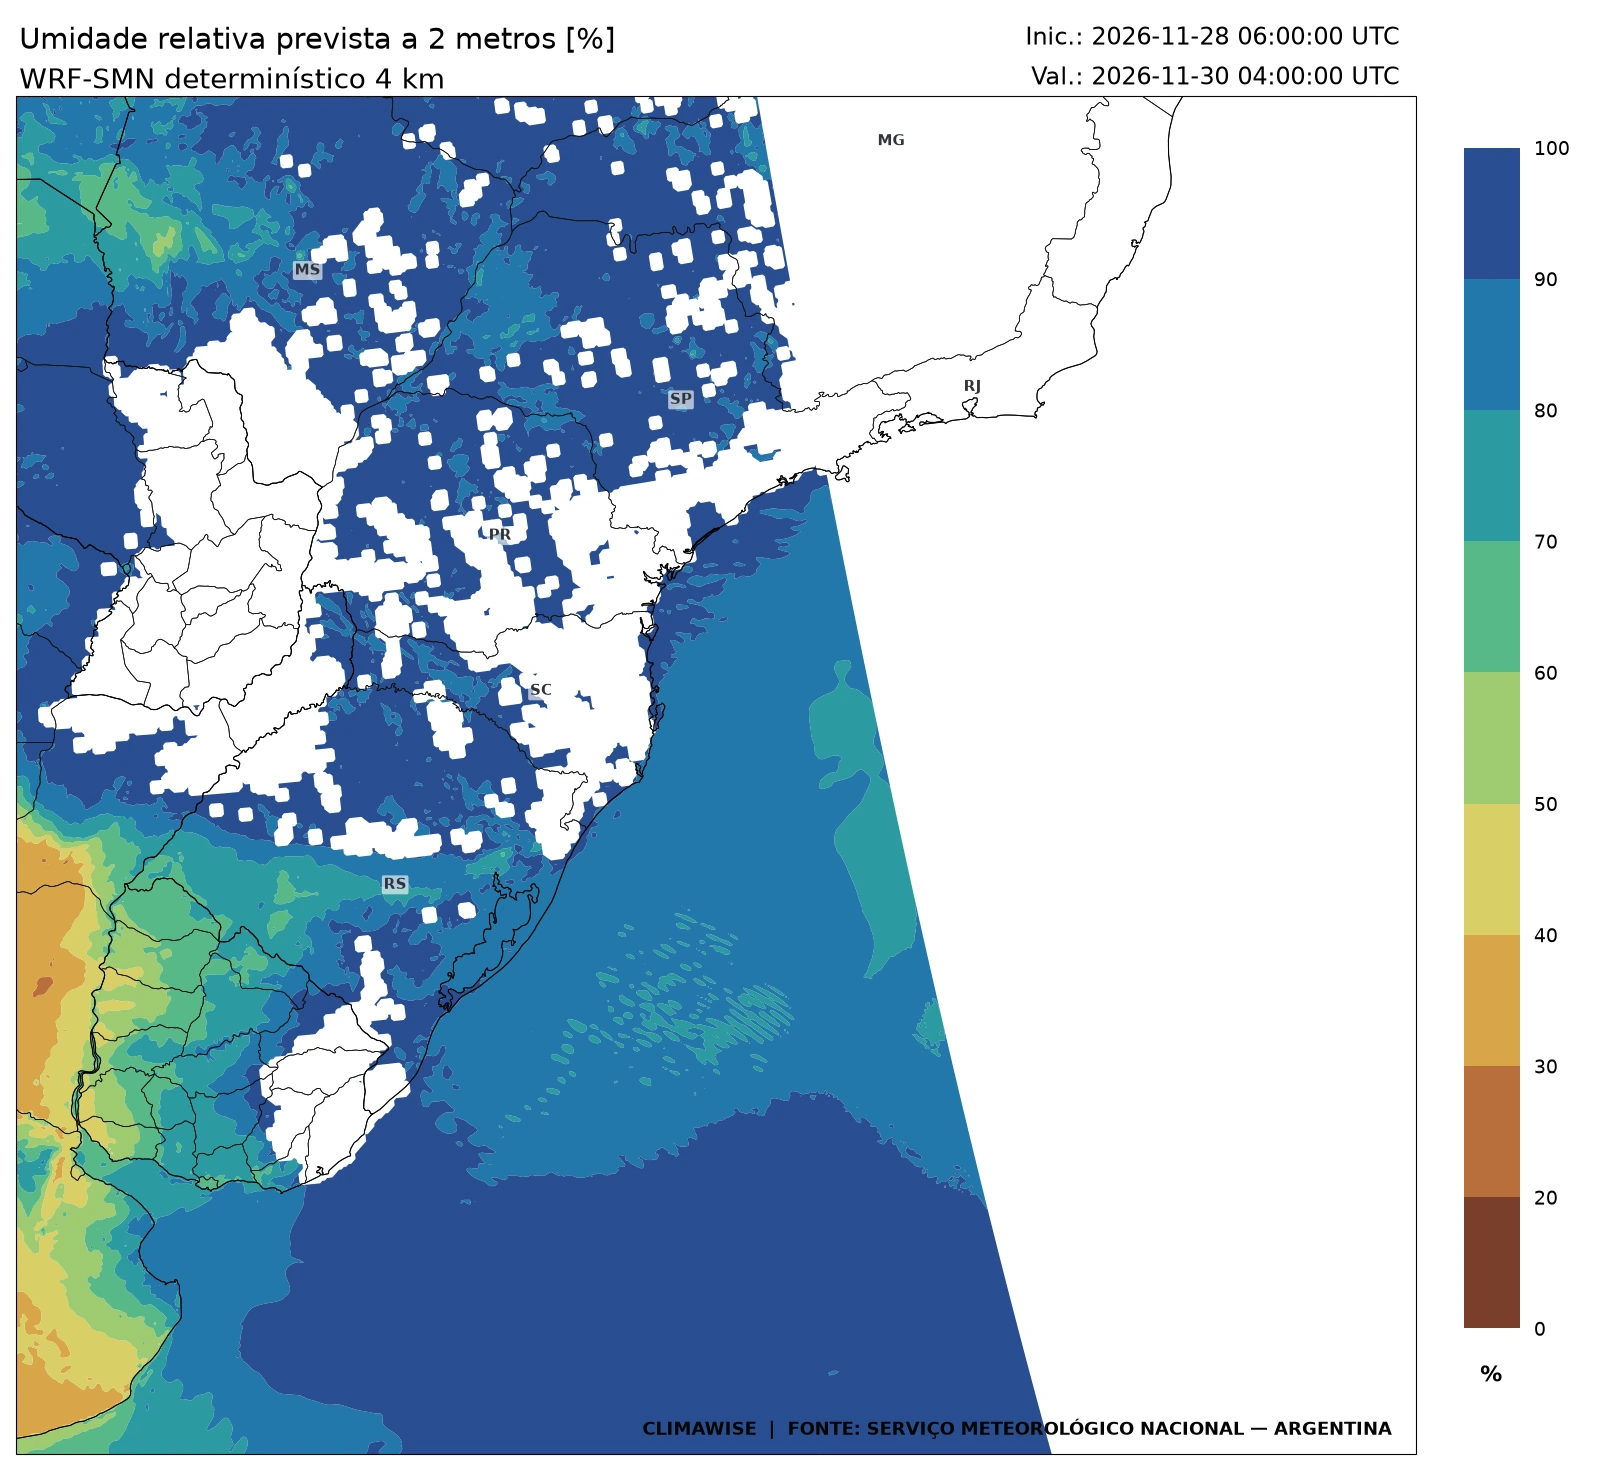 Umidade relativa prevista a 2 metros [%]
WRF-SMN determinístico 4 km
Inic.: 2026-11-28 06:00:00 UTC
Val.: 2026-11-30 04:00:00 UTC
MG
MS
RJ
SP
PR
SC
RS
100
90
80
70
60
50
40
30
20
0
%
CLIMAWISE | FONTE: SERVIÇO METEOROLÓGICO NACIONAL — ARGENTINA